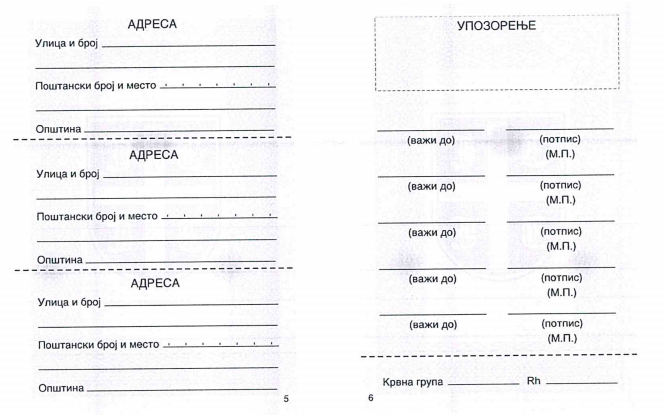 АДРЕСА
Улица и број
Поштански број и место
Општина
АДРЕСА
Улица и број
Поштански број и место
Општина
АДРЕСА
Улица и број
Поштански број и место
Општина
5
УПОЗОРЕЊЕ
(важи до) (потпис)
(М.П.)
(важи до) (потпис)
(М.П.)
(важи до) (потпис)
(М.П.)
(важи до) (потпис)
(М.П.)
(важи до) (потпис)
(М.П.)
Крвна група Rh
6